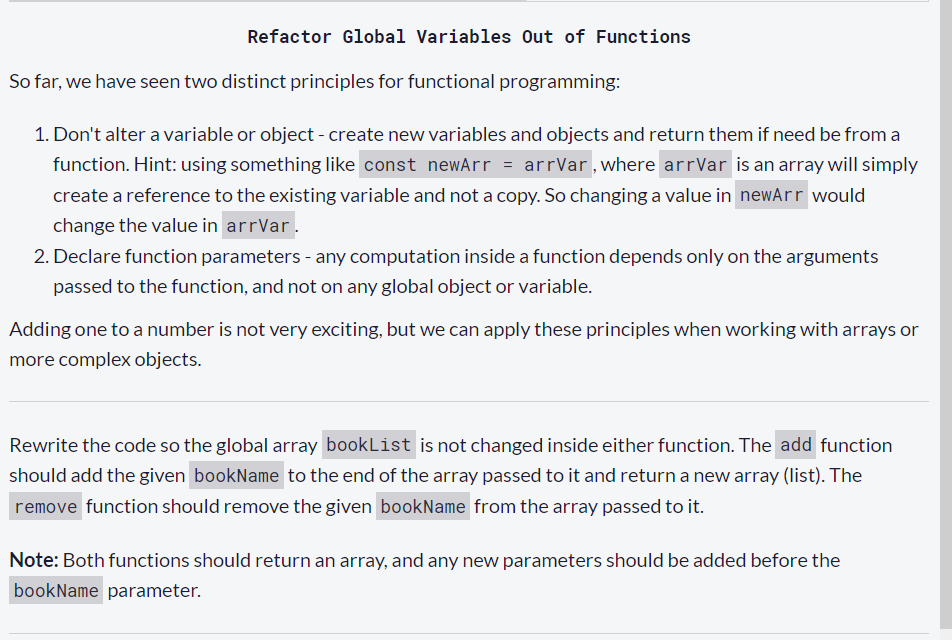 Refactor Global Variables Out of Functions
So far, we have seen two distinct principles for functional programming:
1. Don't alter a variable or object - create new variables and objects and return them if need be from a
function. Hint: using something like const newArr = arrVar, where arrVar is an array will simply
create a reference to the existing variable and not a copy. So changing a value in newArr would
change the value in arrVar.
2. Declare function parameters - any computation inside a function depends only on the arguments
passed to the function, and not on any global object or variable.
Adding one to a number is not very exciting, but we can apply these principles when working with arrays or
more complex objects.
Rewrite the code so the global array bookList is not changed inside either function. The add function
should add the given bookName to the end of the array passed to it and return a new array (list). The
remove function should remove the given bookName from the array passed to it.
Note: Both functions should return an array, and any new parameters should be added before the
bookName parameter.